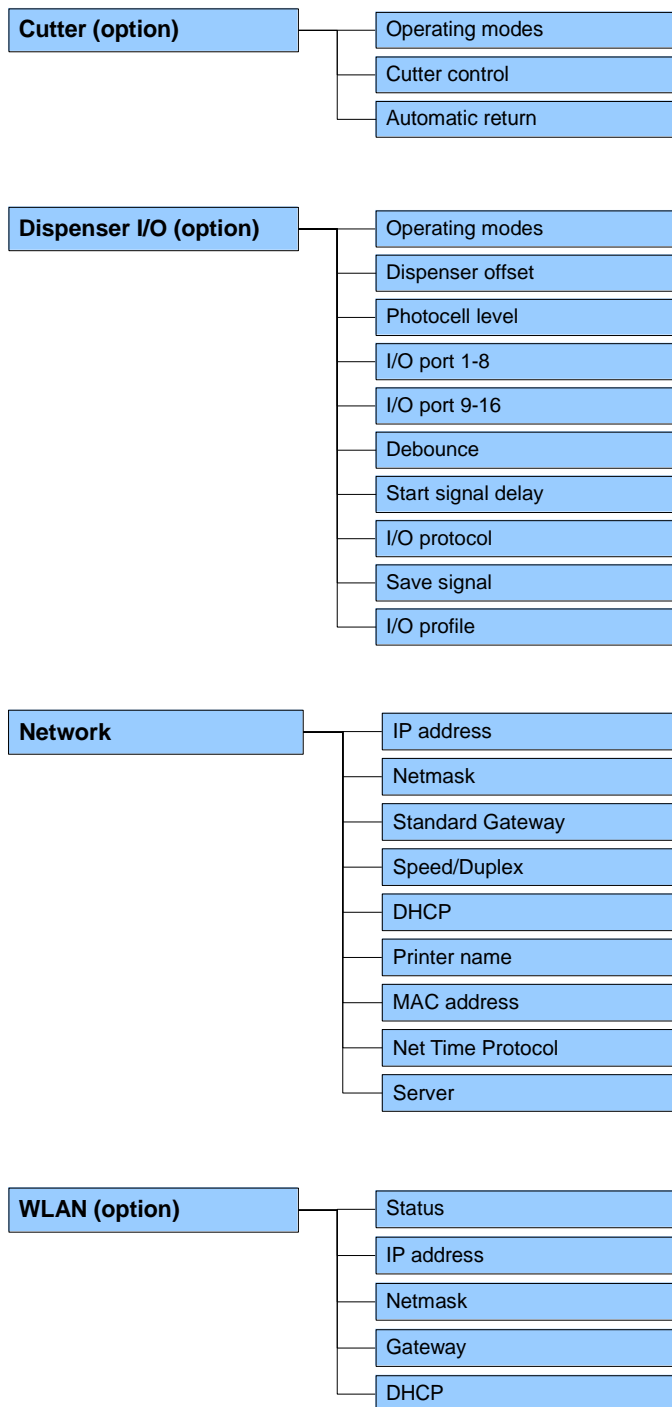 Cutter (option)
Operating modes
Cutter control
Automatic return
Dispenser I/O (option)
Operating modes
Dispenser offset
Photocell level
I/O port 1-8
I/O port 9-16
Debounce
Start signal delay
I/O protocol
Save signal
I/O profile
Network
IP address
Netmask
Standard Gateway
Speed/Duplex
DHCP
Printer name
MAC address
Net Time Protocol
Server
WLAN (option)
Status
IP address
Netmask
Gateway
DHCP